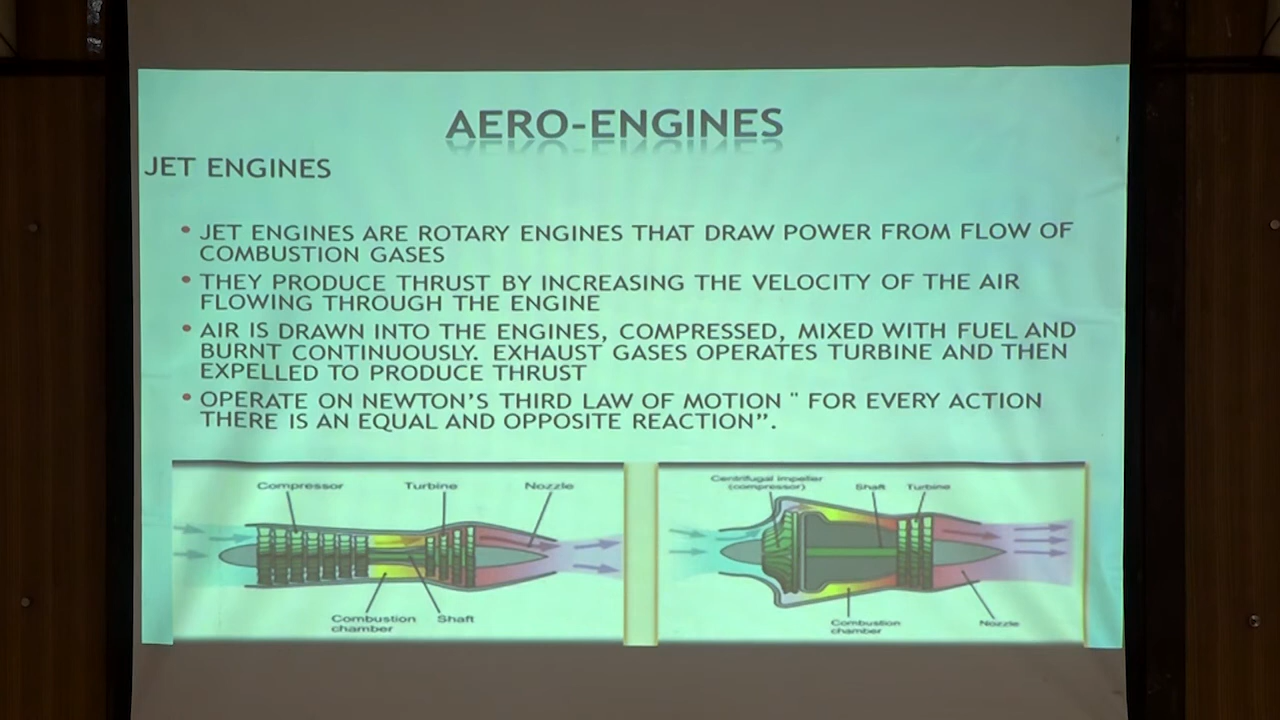 AERO-ENGINES
JET ENGINES
• JET ENGINES ARE ROTARY ENGINES THAT DRAW POWER FROM FLOW OF
COMBUSTION GASES
• THEY PRODUCE THRUST BY INCREASING THE VELOCITY OF THE AIR
FLOWING THROUGH THE ENGINE
• AIR IS DRAWN INTO THE ENGINES, COMPRESSED, MIXED WITH FUEL AND
BURNT CONTINUOUSLY. EXHAUST GASES OPERATES TURBINE AND THEN
EXPELLED TO PRODUCE THRUST
• OPERATE ON NEWTON’S THIRD LAW OF MOTION " FOR EVERY ACTION
THERE IS AN EQUAL AND OPPOSITE REACTION”.
Compressor Turbine Nozzle
Combustion
chamber
Shaft
Centrifugal impeller
(compressor)
Shaft Turbine
Combustion
chamber
Nozzle